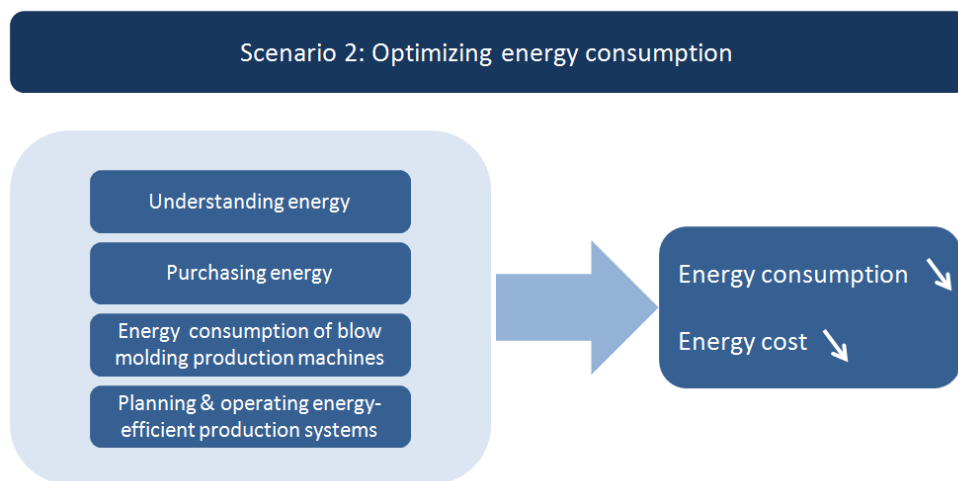 Scenario 2: Optimizing energy consumption
Understanding energy
Purchasing energy
Energy consumption of blow
molding production machines
Planning & operating energy-
efficient production systems
Energy consumption
Energy cost